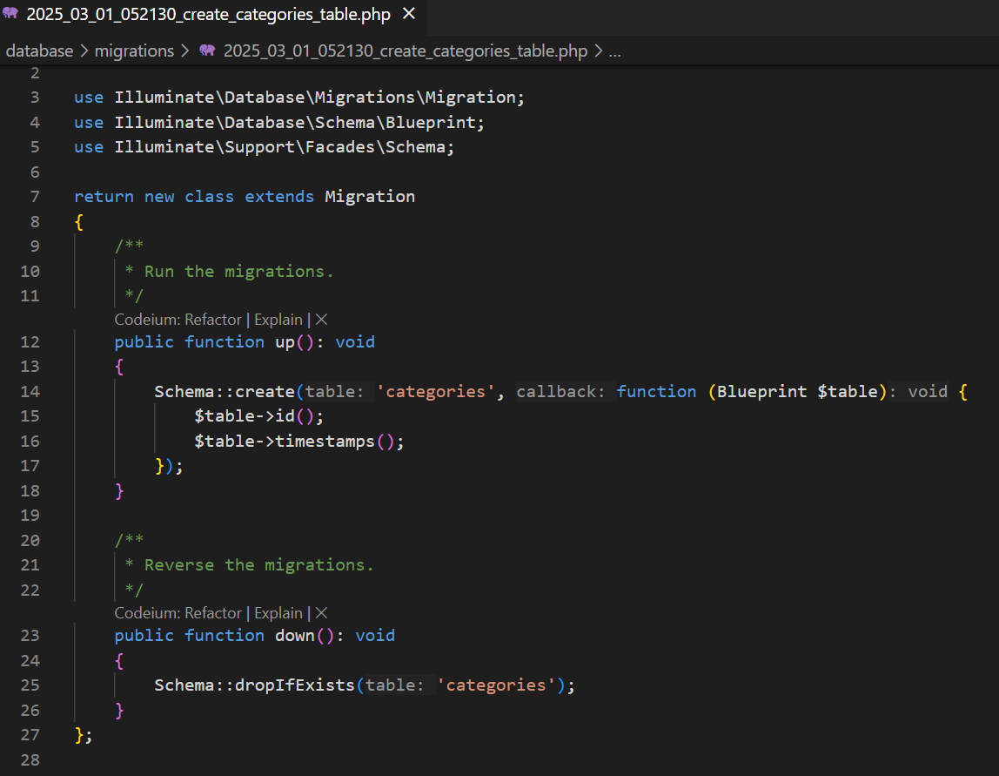 2025_03_01_052130_create_categories_table.php ×
database > migrations > 2025_03_01_052130_create_categories_table.php > ...
2
3 use Illuminate\Database\Migrations\Migration;
4 use Illuminate\Database\Schema\Blueprint;
5 use Illuminate\Support\Facades\Schema;
6
7 return new class extends Migration
8 {
9 /**
10 * Run the migrations.
11 */
Codeium: Refactor | Explain | ×
12 public function up(): void
13 {
14 Schema::create(table: 'categories', callback: function (Blueprint $table): void {
15 $table->id();
16 $table->timestamps();
17 });
18 }
19
20 /**
21 * Reverse the migrations.
22 */
Codeium: Refactor | Explain | ×
23 public function down(): void
24 {
25 Schema::dropIfExists(table: 'categories');
26 }
27 };
28